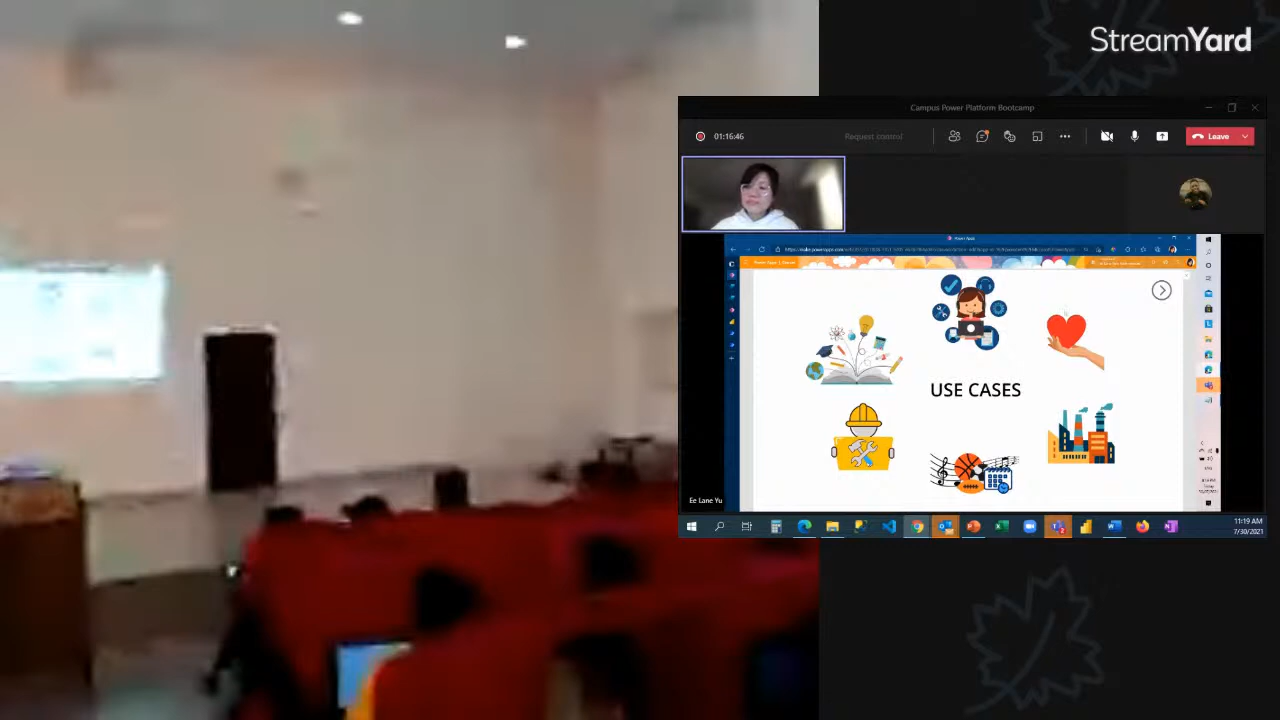 StreamYard
Campus Power Platform Bootcamp
01:16:46
Request control
Leave
USE CASES
Ee Lane Yu
11:19 AM
7/30/2021